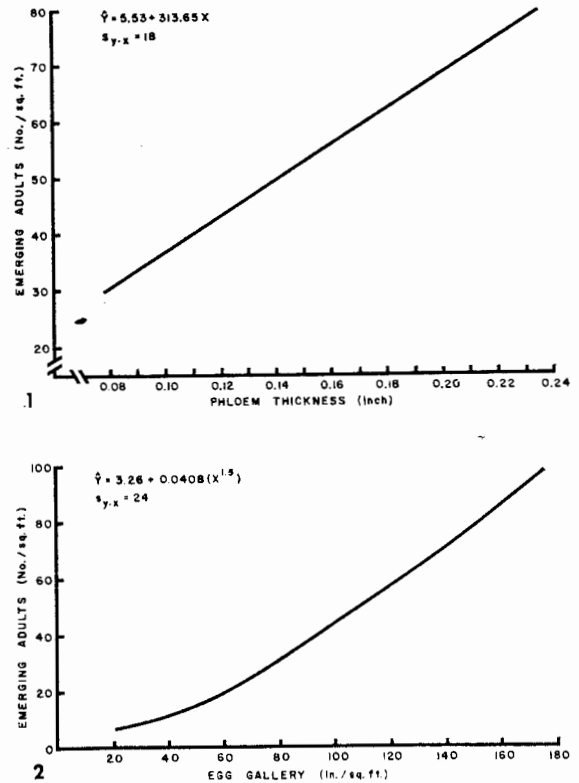 Ŷ = 5.53 + 313.65 X
s y·x = 18
80
70
60
50
40
30
20
EMERGING ADULTS (No./sq. ft.)
0.08 0.10 0.12 0.14 0.16 0.18 0.20 0.22 0.24
PHLOEM THICKNESS (Inch)
.1
Ŷ = 3.26 + 0.0408 (X^1.5)
s y·x = 24
100
80
60
40
20
0
EMERGING ADULTS (No./sq. ft.)
20 40 60 80 100 120 140 160 180
EGG GALLERY (In./sq. ft.)
2